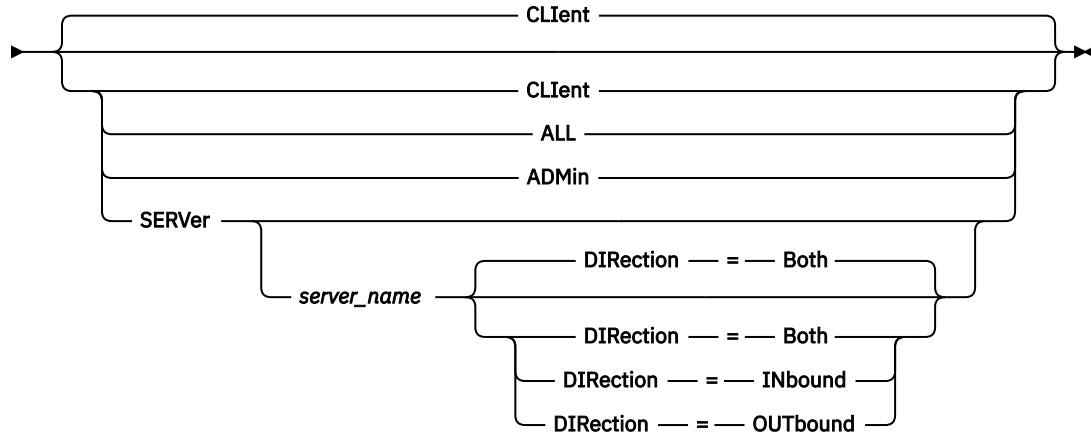 CLIent
CLIent
ALL
ADMin
SERVer
DIRection = Both
server_name
DIRection = Both
DIRection = INbound
DIRection = OUTbound